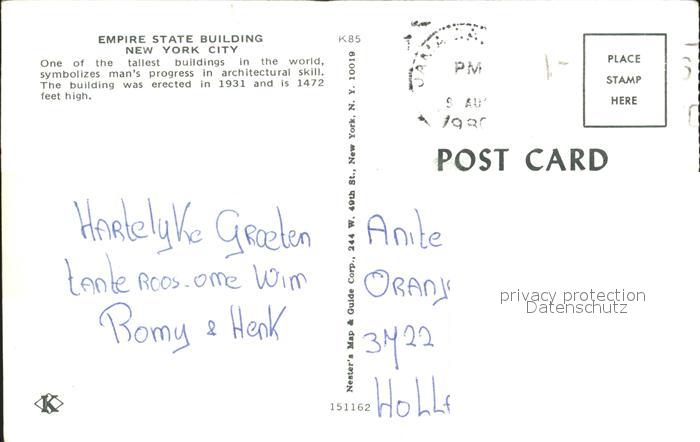 EMPIRE STATE BUILDING
NEW YORK CITY
One of the tallest buildings in the world,
symbolizes man's progress in architectural skill.
The building was erected in 1931 and is 1472
feet high.
HARtelyKe GRoeten
tANte ROOS-OMe WiM
Romy & HeNK
K85
Nester's Map & Guide Corp., 244 W. 49th St., New York, N. Y. 10019
151162
K
PM
PLACE
STAMP
HERE
POST CARD
ANite
ORANJ
3722
HoLL
privacy protection
Datenschutz